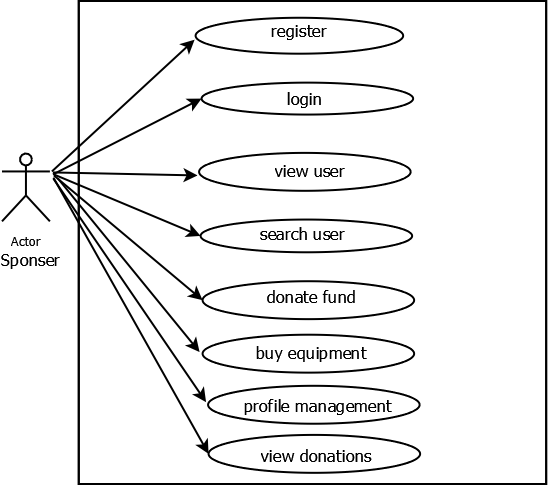 register
login
view user
search user
donate fund
buy equipment
profile management
view donations
Actor
Sponser